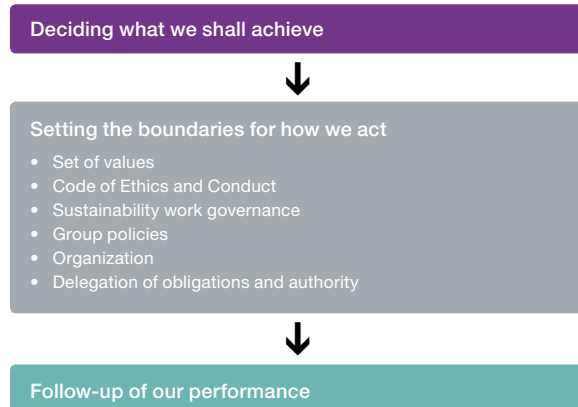 Deciding what we shall achieve
Setting the boundaries for how we act
• Set of values
• Code of Ethics and Conduct
• Sustainability work governance
• Group policies
• Organization
• Delegation of obligations and authority
Follow-up of our performance